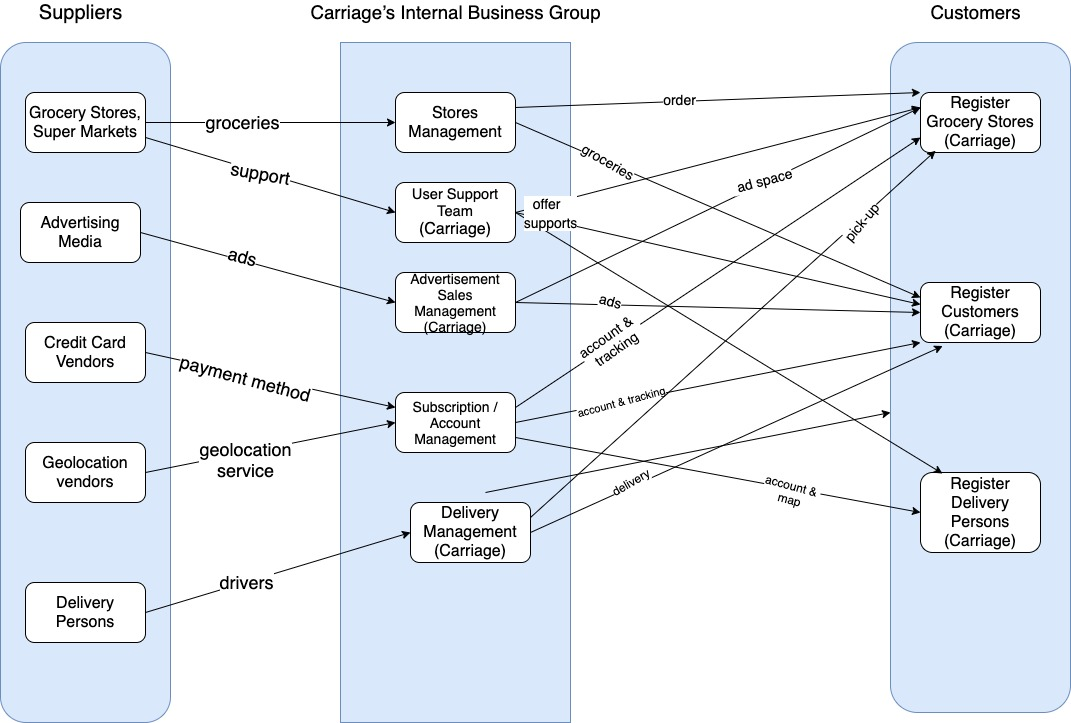 Suppliers
Carriage's Internal Business Group
Customers
Grocery Stores,
Super Markets
Advertising
Media
Credit Card
Vendors
Geolocation
vendors
Delivery
Persons
groceries
support
ads
payment method
geolocation
service
drivers
Stores
Management
User Support
Team
(Carriage)
Advertisement
Sales
Management
(Carriage)
Subscription /
Account
Management
Delivery
Management
(Carriage)
order
groceries
offer
supports
ad space
ads
account &
tracking
account & tracking
pick-up
delivery
account &
map
Register
Grocery Stores
(Carriage)
Register
Customers
(Carriage)
Register
Delivery
Persons
(Carriage)